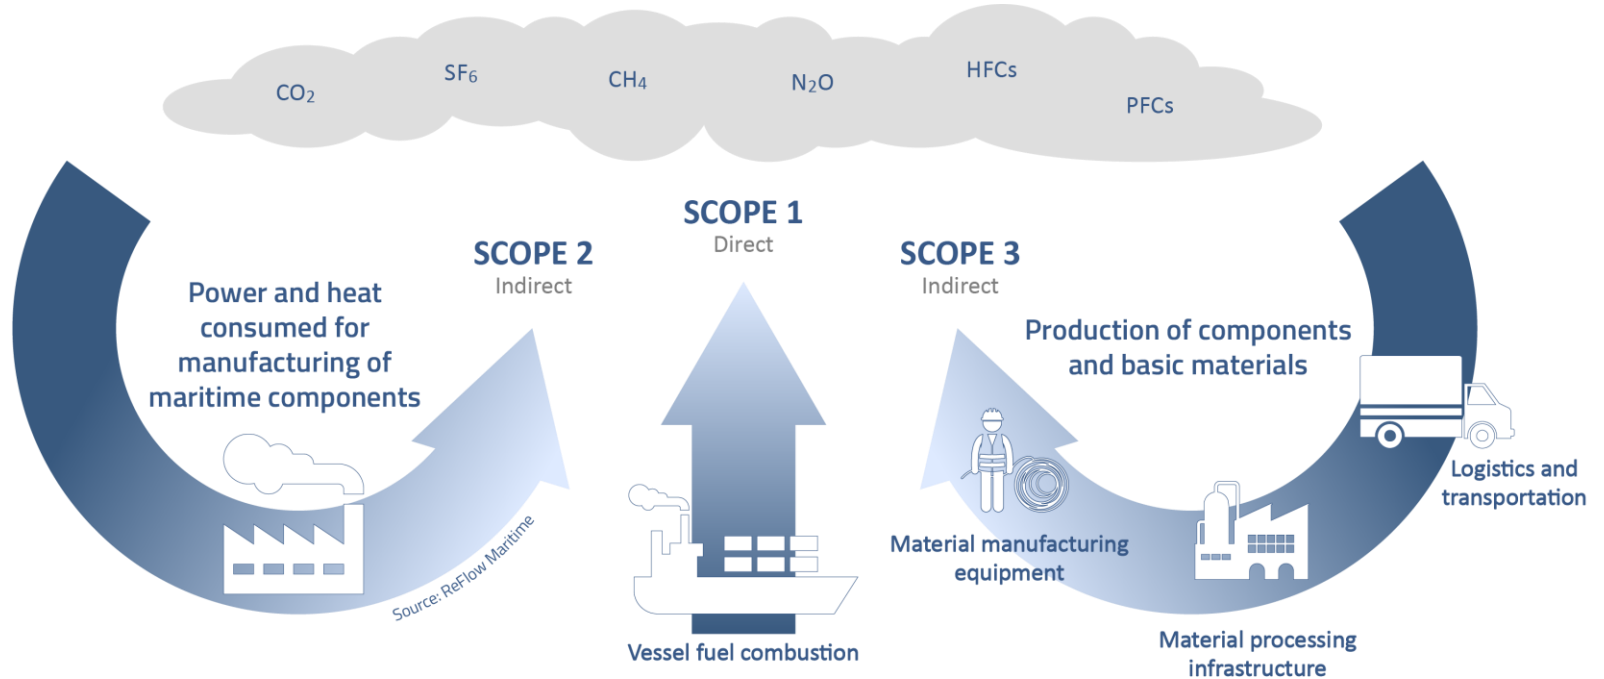 CO₂
SF₆
CH₄
N₂O
HFCs
PFCs
SCOPE 1
Direct
SCOPE 2
Indirect
SCOPE 3
Indirect
Power and heat
consumed for
manufacturing of
maritime components
Production of components
and basic materials
Logistics and
transportation
Material manufacturing
equipment
Source: ReFlow Maritime
Vessel fuel combustion
Material processing
infrastructure